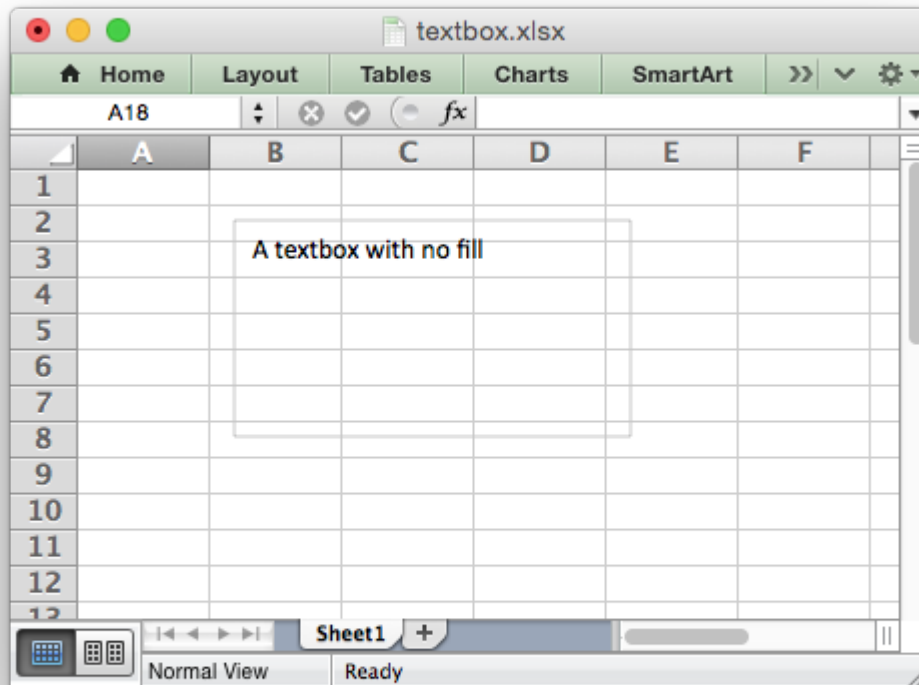 textbox.xlsx
Home Layout Tables Charts SmartArt
A18 fx
A B C D E F
1
2
A textbox with no fill
3
4
5
6
7
8
9
10
11
12
13
Sheet1
Normal View Ready